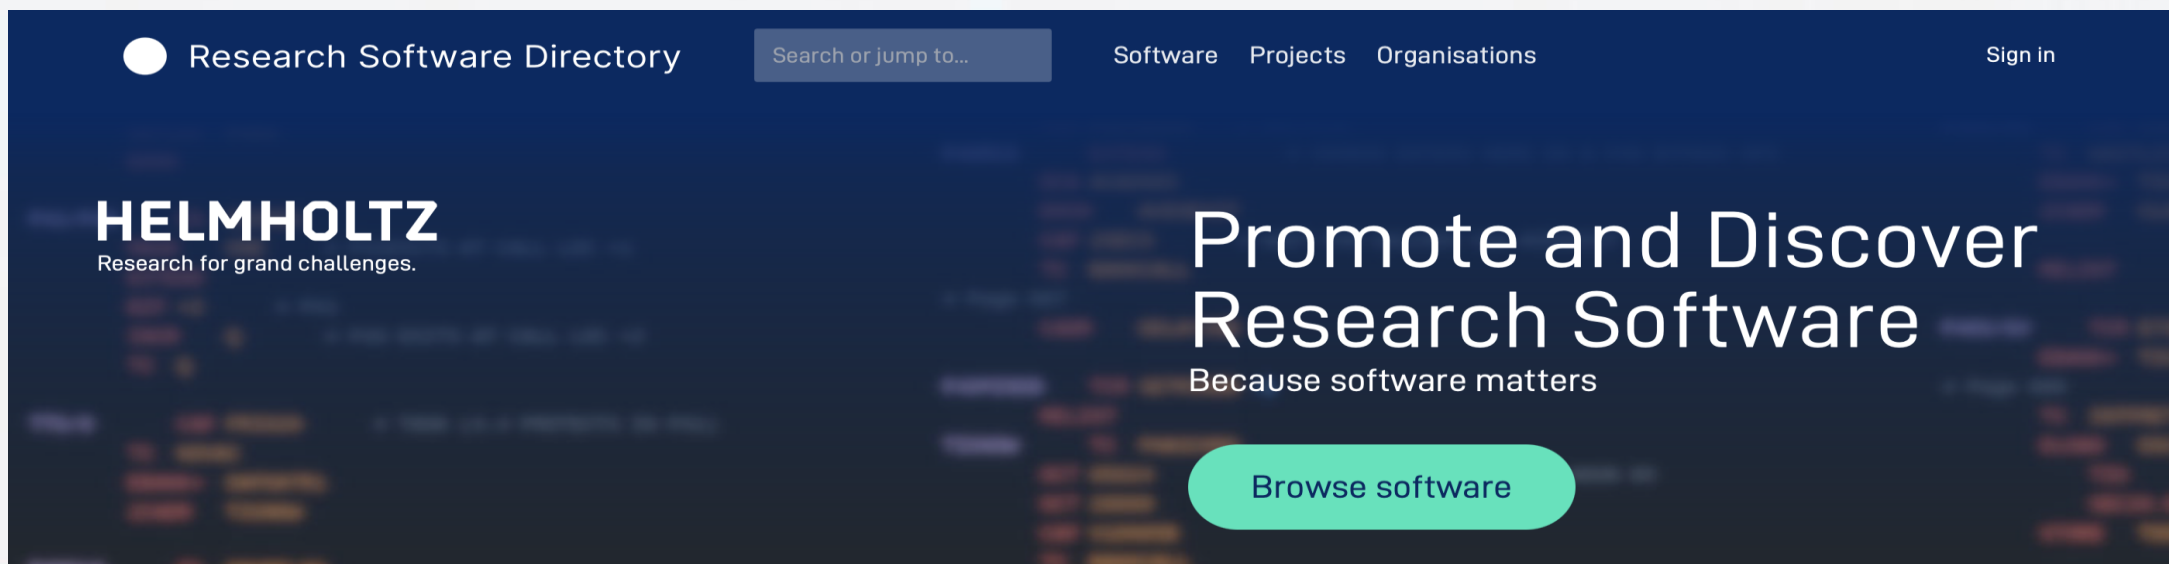 Research Software Directory
Search or jump to...
Software Projects Organisations
Sign in
HELMHOLTZ
Research for grand challenges.
Promote and Discover
Research Software
Because software matters
Browse software